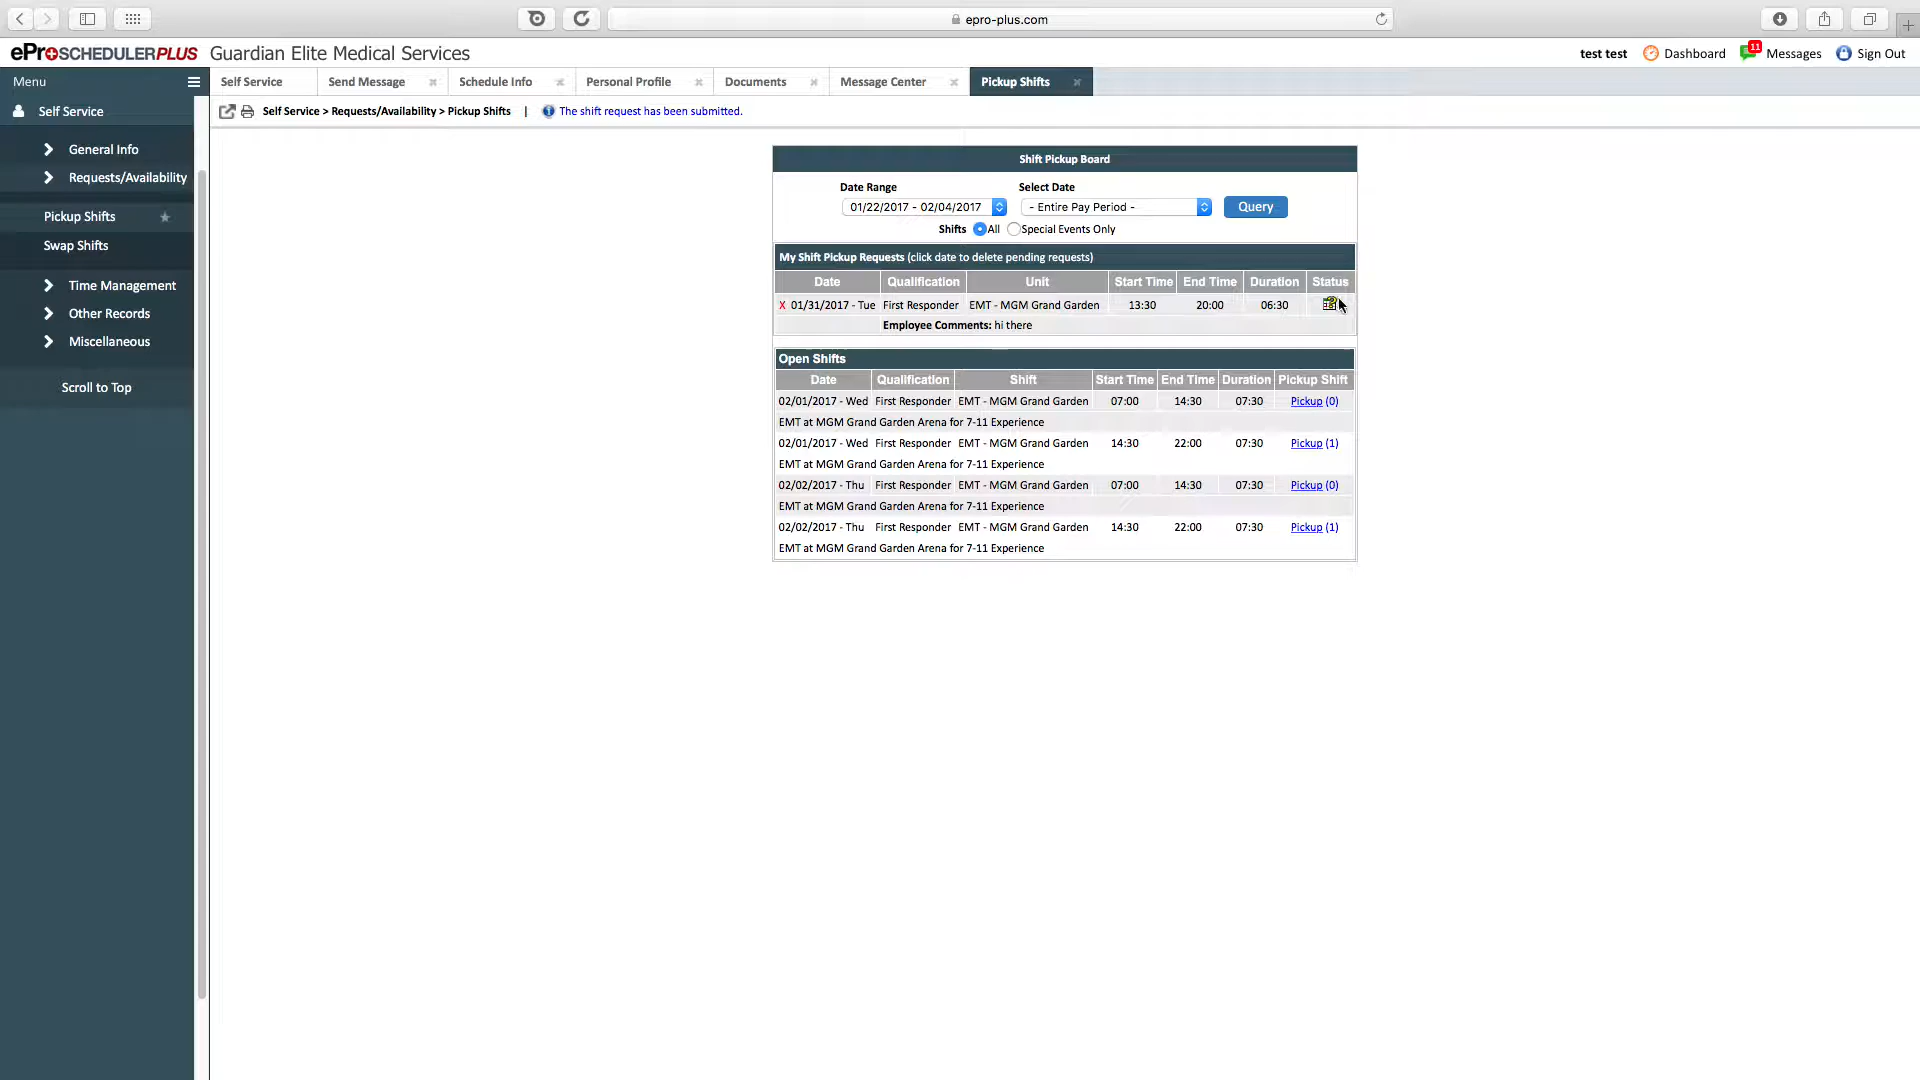 epro-plus.com
ePrOSCHEDULERPLUS Guardian Elite Medical Services
test test Dashboard 11 Messages Sign Out
Menu
Self Service Send Message Schedule Info Personal Profile Documents Message Center Pickup Shifts
Self Service
Self Service > Requests/Availability > Pickup Shifts | The shift request has been submitted.
General Info
Requests/Availability
Pickup Shifts
Swap Shifts
Time Management
Other Records
Miscellaneous
Scroll to Top
Shift Pickup Board
Date Range Select Date
01/22/2017 - 02/04/2017 - Entire Pay Period - Query
Shifts All Special Events Only
My Shift Pickup Requests (click date to delete pending requests)
Date Qualification Unit Start Time End Time Duration Status
X 01/31/2017 - Tue First Responder EMT - MGM Grand Garden 13:30 20:00 06:30
Employee Comments: hi there
Open Shifts
Date Qualification Shift Start Time End Time Duration Pickup Shift
02/01/2017 - Wed First Responder EMT - MGM Grand Garden 07:00 14:30 07:30 Pickup (0)
EMT at MGM Grand Garden Arena for 7-11 Experience
02/01/2017 - Wed First Responder EMT - MGM Grand Garden 14:30 22:00 07:30 Pickup (1)
EMT at MGM Grand Garden Arena for 7-11 Experience
02/02/2017 - Thu First Responder EMT - MGM Grand Garden 07:00 14:30 07:30 Pickup (0)
EMT at MGM Grand Garden Arena for 7-11 Experience
02/02/2017 - Thu First Responder EMT - MGM Grand Garden 14:30 22:00 07:30 Pickup (1)
EMT at MGM Grand Garden Arena for 7-11 Experience